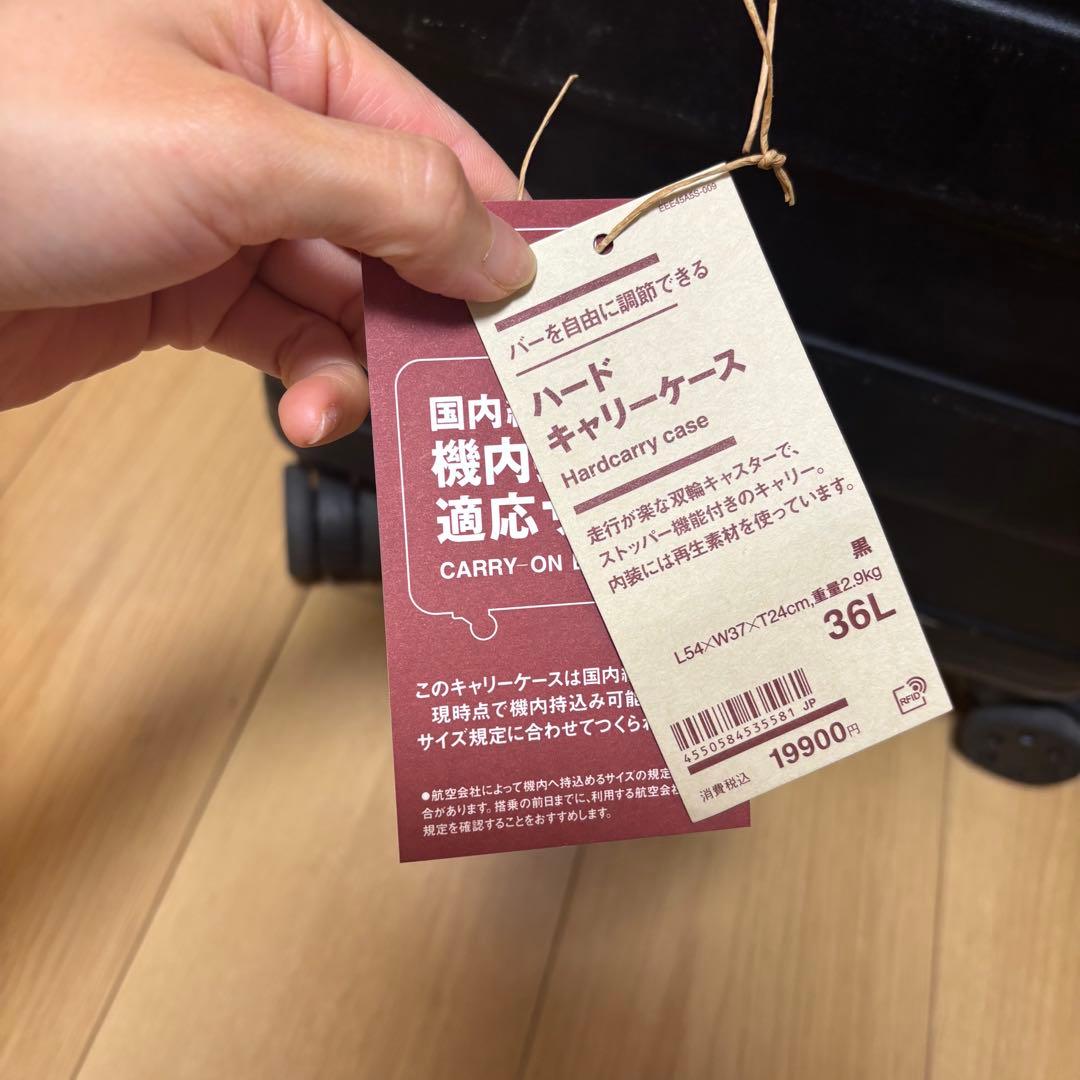 EEE45A5S-009
バーを自由に調節できる
ハード
キャリーケース
Hardcarry case
走行が楽な双輪キャスターで、
ストッパー機能付きのキャリー。
内装には再生素材を使っています。
黒
L54×W37×T24cm,重量2.9kg
36L
4550584535581 JP
RFID
消費税込 19900円
国内
機内
適応
CARRY-ON
このキャリーケースは国内
現時点で機内持込み可能
サイズ規定に合わせてつくられ
●航空会社によって機内へ持込めるサイズの規定
合があります。搭乗の前日までに、利用する航空会社
規定を確認することをおすすめします。